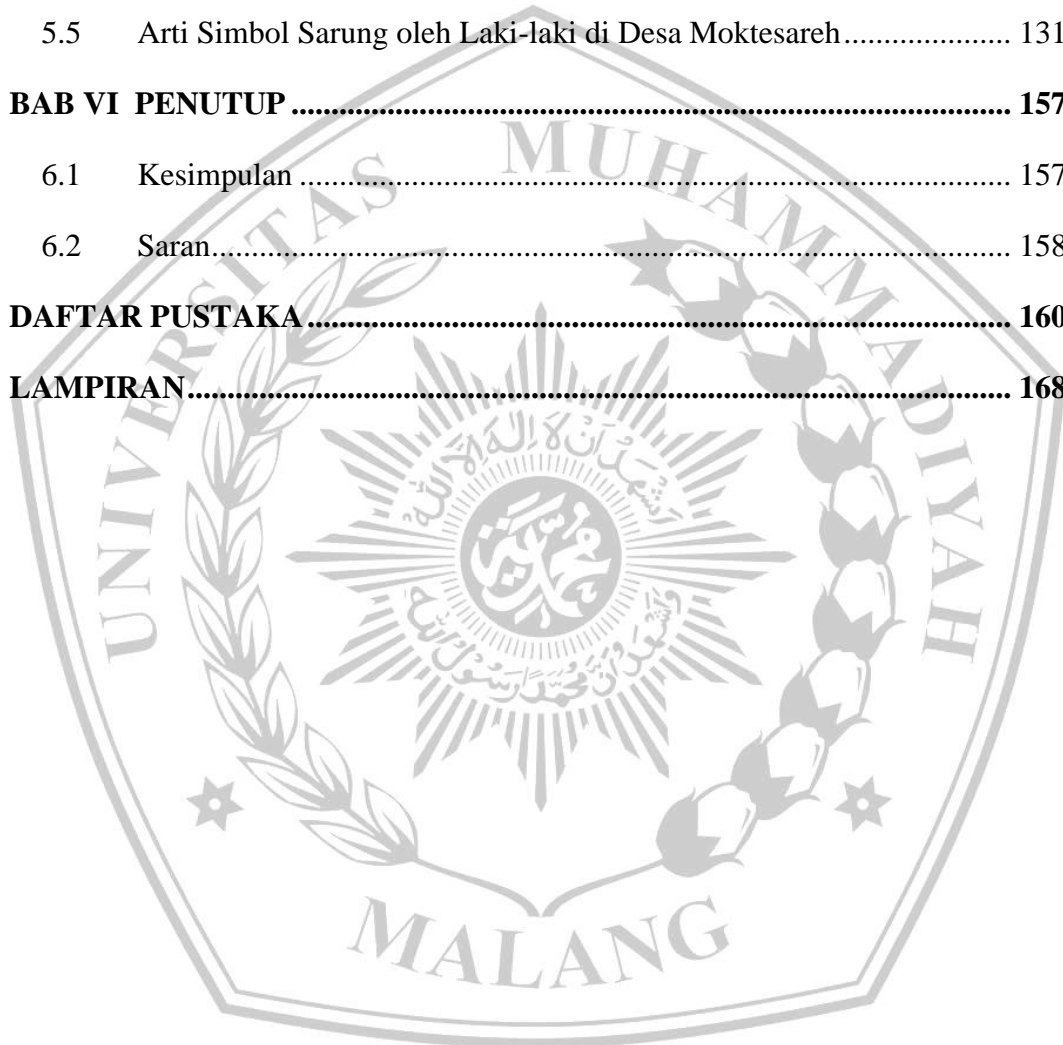 5.5 Arti Simbol Sarung oleh Laki-laki di Desa Moktesareh..................... 131
BAB VI PENUTUP ............................................................................. 157
6.1 Kesimpulan ............................................................................ 157
6.2 Saran..................................................................................... 158
DAFTAR PUSTAKA ............................................................................ 160
LAMPIRAN......................................................................................... 168
UNIVERSITAS MUHAMMADIYAH
MALANG